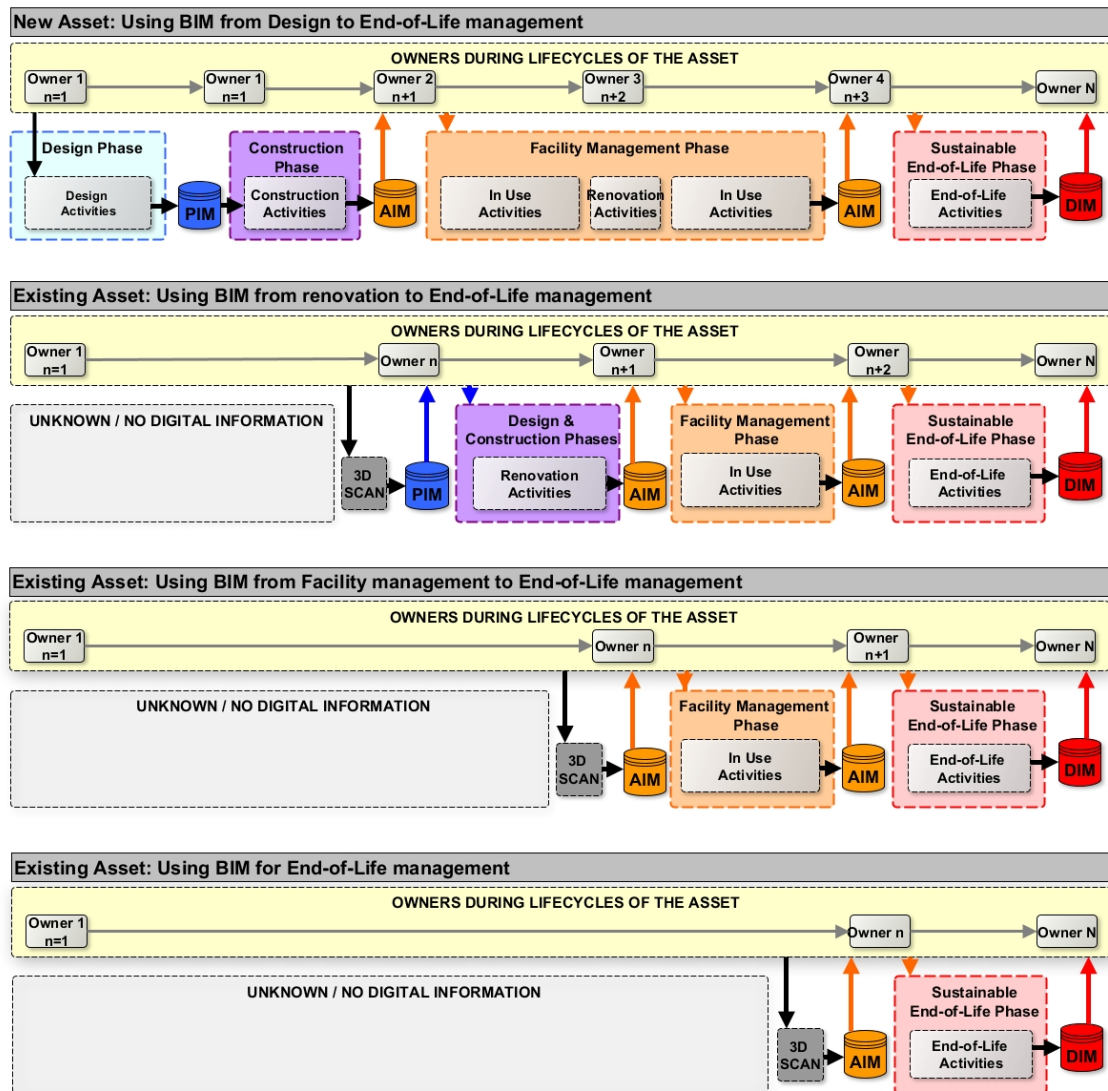 New Asset: Using BIM from Design to End-of-Life management
OWNERS DURING LIFECYCLES OF THE ASSET
Owner 1
n=1
Owner 1
n=1
Owner 2
n+1
Owner 3
n+2
Owner 4
n+3
Owner N
Design Phase
Design
Activities
PIM
Construction
Phase
Construction
Activities
AIM
Facility Management Phase
In Use
Activities
Renovation
Activities
In Use
Activities
AIM
Sustainable
End-of-Life Phase
End-of-Life
Activities
DIM
Existing Asset: Using BIM from renovation to End-of-Life management
OWNERS DURING LIFECYCLES OF THE ASSET
Owner 1
n=1
Owner n
Owner
n+1
Owner
n+2
Owner N
UNKNOWN / NO DIGITAL INFORMATION
3D
SCAN
PIM
Design &
Construction Phases
Renovation
Activities
AIM
Facility Management
Phase
In Use
Activities
AIM
Sustainable
End-of-Life Phase
End-of-Life
Activities
DIM
Existing Asset: Using BIM from Facility management to End-of-Life management
OWNERS DURING LIFECYCLES OF THE ASSET
Owner 1
n=1
Owner n
Owner
n+1
Owner N
UNKNOWN / NO DIGITAL INFORMATION
3D
SCAN
AIM
Facility Management
Phase
In Use
Activities
AIM
Sustainable
End-of-Life Phase
End-of-Life
Activities
DIM
Existing Asset: Using BIM for End-of-Life management
OWNERS DURING LIFECYCLES OF THE ASSET
Owner 1
n=1
Owner n
Owner N
UNKNOWN / NO DIGITAL INFORMATION
3D
SCAN
AIM
Sustainable
End-of-Life Phase
End-of-Life
Activities
DIM